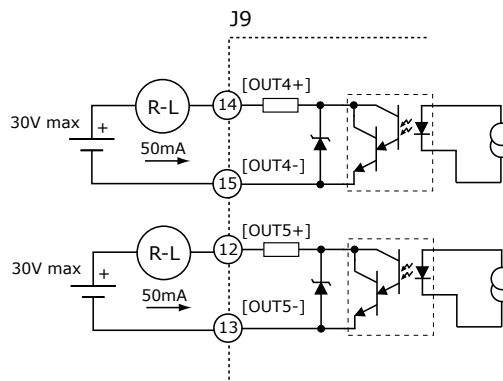 J9
30V max
+
R-L
50mA
14
[OUT4+]
15
[OUT4-]
30V max
+
R-L
50mA
12
[OUT5+]
13
[OUT5-]